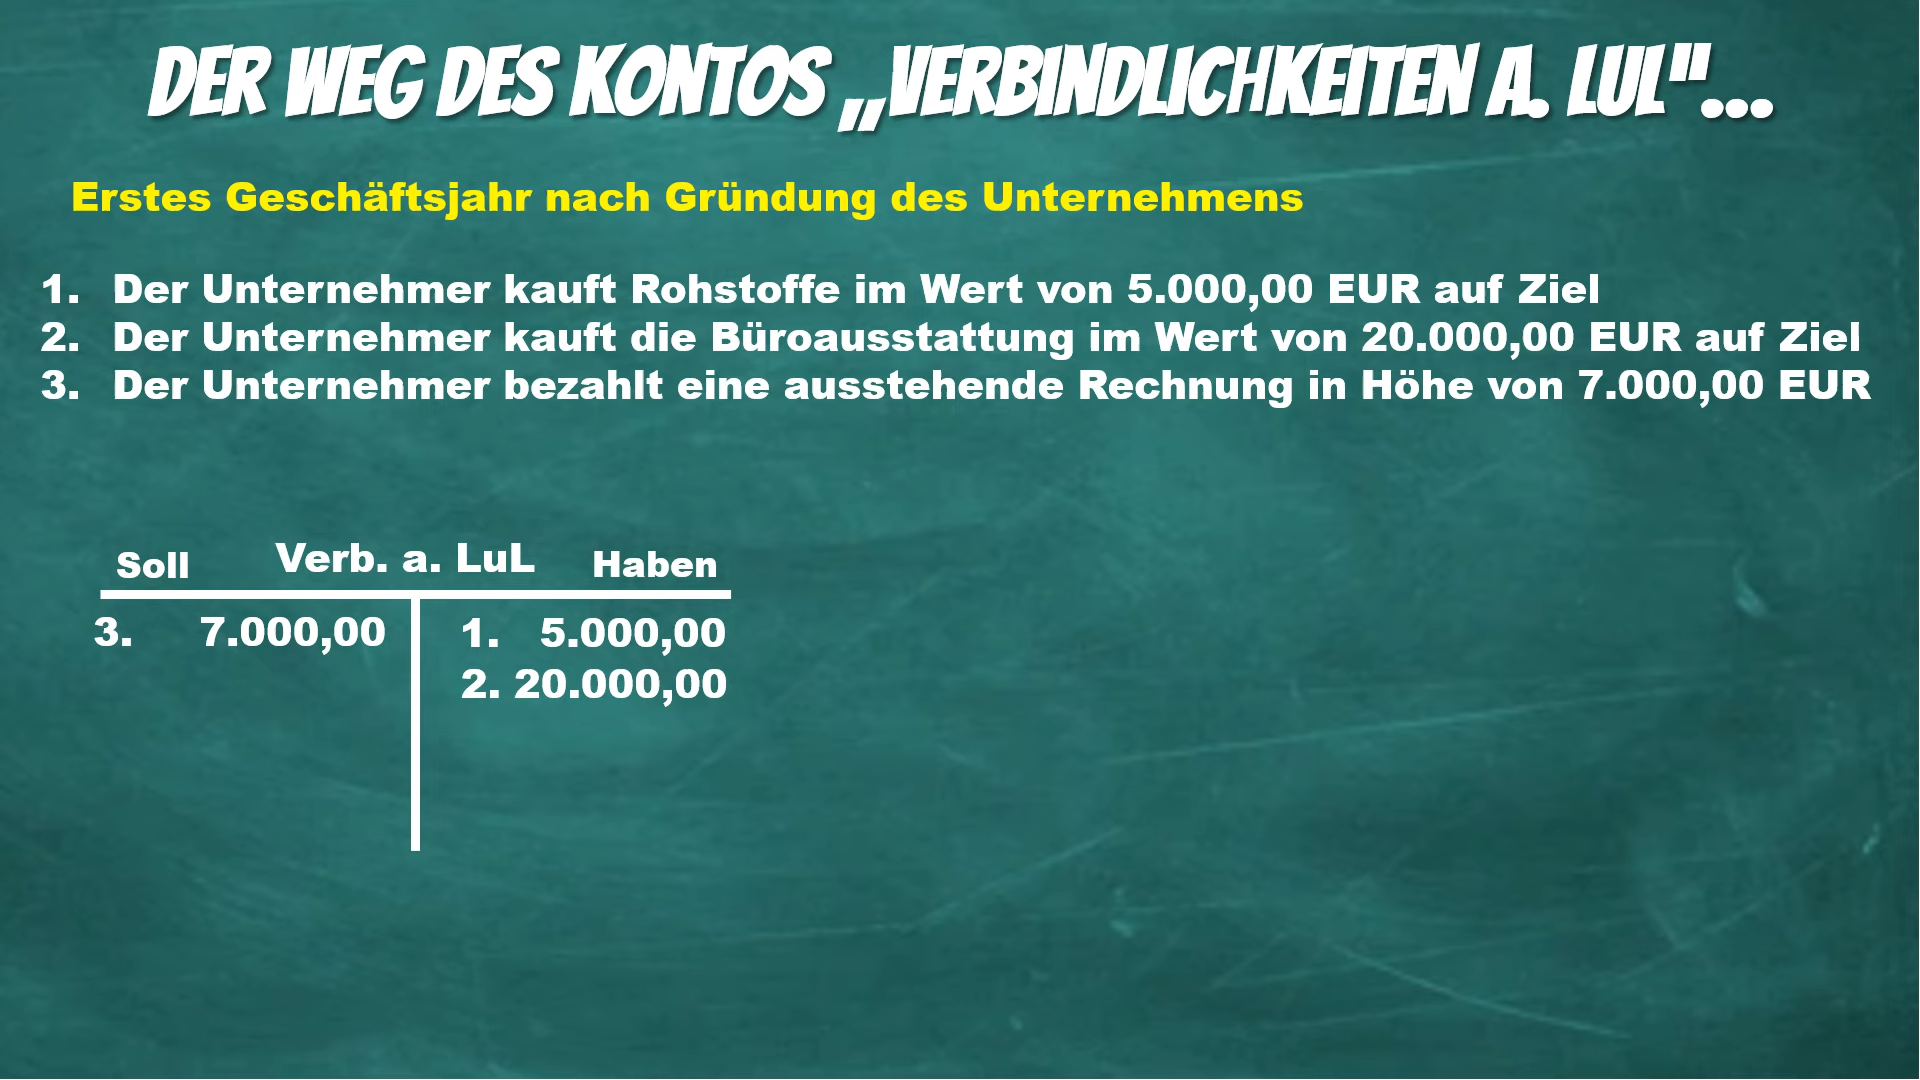 DER WEG DES KONTOS „VERBINDLICHKEITEN A. LUL"...
Erstes Geschäftsjahr nach Gründung des Unternehmens
1. Der Unternehmer kauft Rohstoffe im Wert von 5.000,00 EUR auf Ziel
2. Der Unternehmer kauft die Büroausstattung im Wert von 20.000,00 EUR auf Ziel
3. Der Unternehmer bezahlt eine ausstehende Rechnung in Höhe von 7.000,00 EUR
Soll Verb. a. LuL Haben
3. 7.000,00 1. 5.000,00
2. 20.000,00